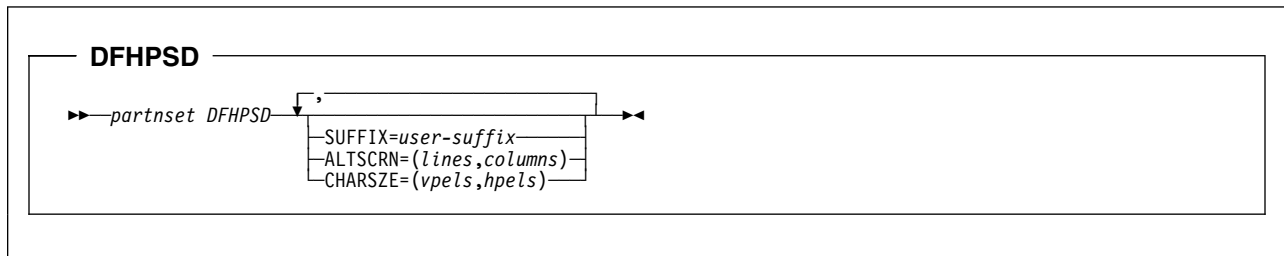 DFHPSD
,
►►—partnset DFHPSD—►◄
SUFFIX=user-suffix
ALTSCRN=(lines,columns)
CHARSZE=(vpels,hpels)